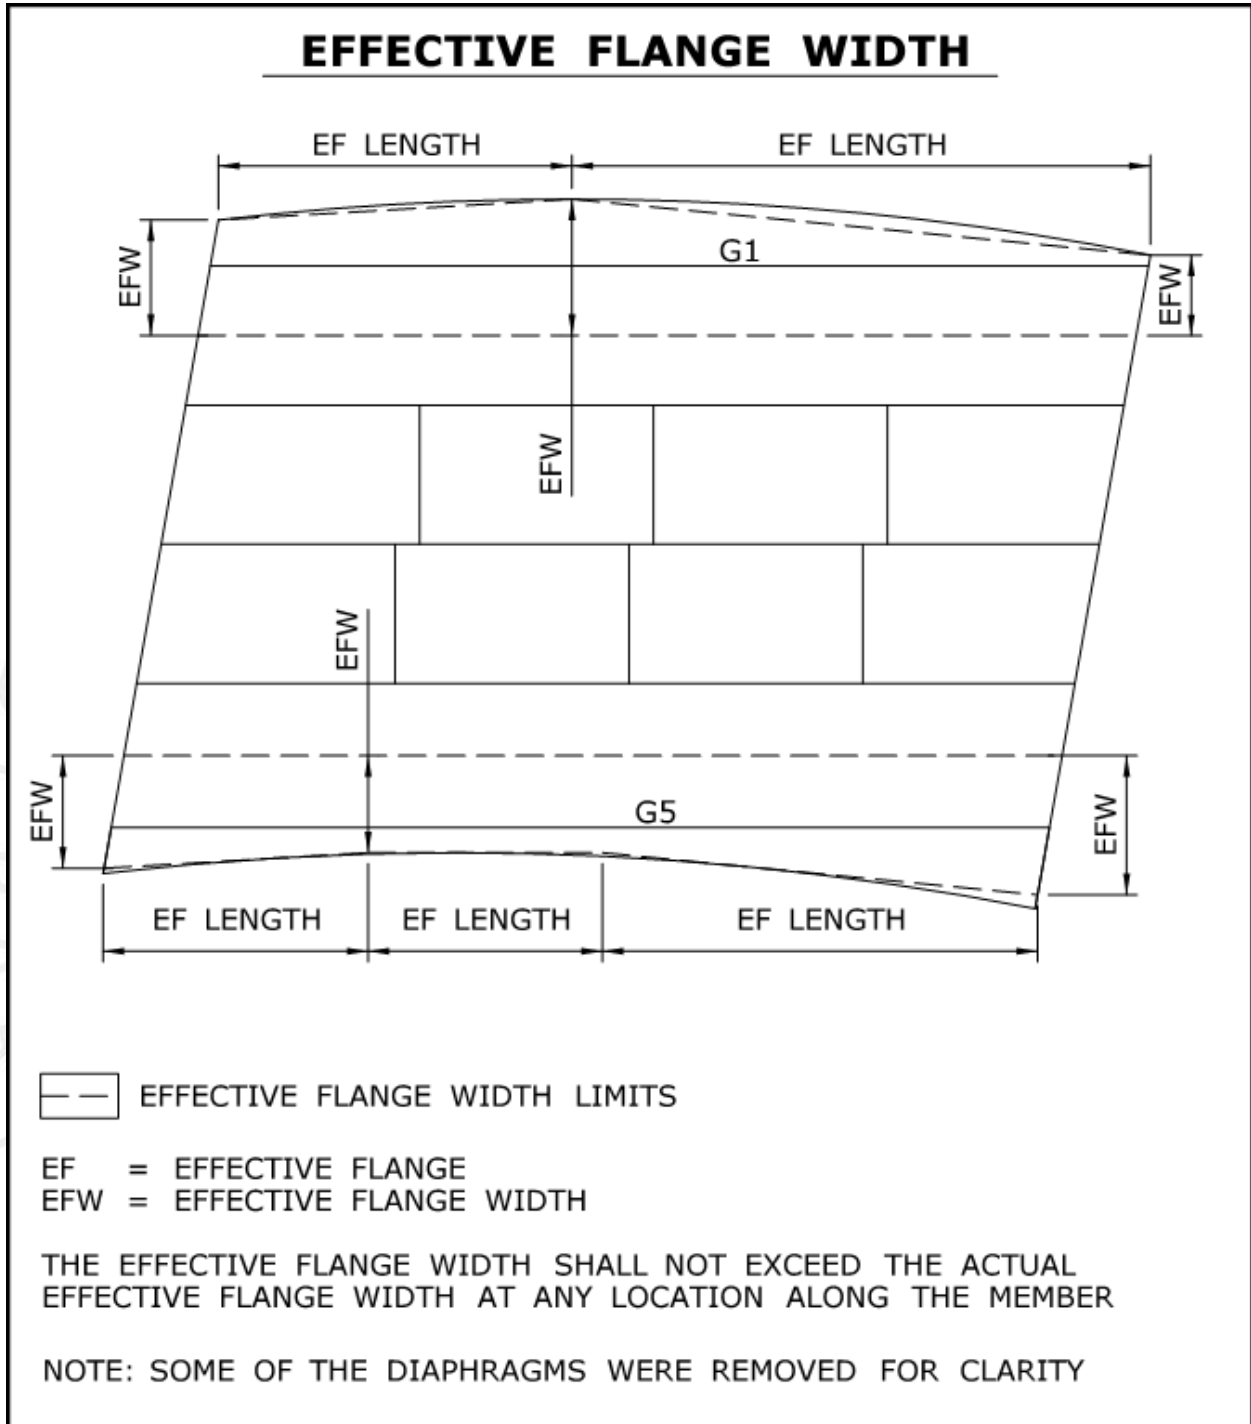 EFFECTIVE FLANGE WIDTH
EF LENGTH
EF LENGTH
G1
EFW
EFW
EFW
EFW
EFW
G5
EFW
EF LENGTH
EF LENGTH
EF LENGTH
EFFECTIVE FLANGE WIDTH LIMITS
EF = EFFECTIVE FLANGE
EFW = EFFECTIVE FLANGE WIDTH
THE EFFECTIVE FLANGE WIDTH SHALL NOT EXCEED THE ACTUAL
EFFECTIVE FLANGE WIDTH AT ANY LOCATION ALONG THE MEMBER
NOTE: SOME OF THE DIAPHRAGMS WERE REMOVED FOR CLARITY